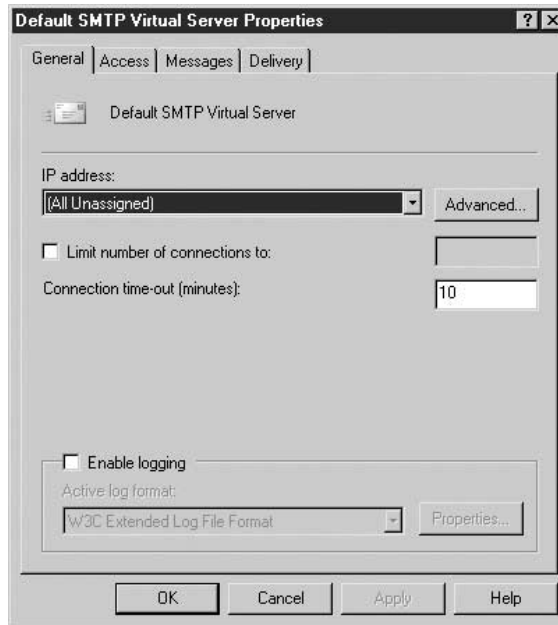 Default SMTP Virtual Server Properties
General Access Messages Delivery
Default SMTP Virtual Server
IP address:
(All Unassigned) Advanced...
Limit number of connections to:
Connection time-out (minutes): 10
Enable logging
Active log format:
W3C Extended Log File Format Properties...
OK Cancel Apply Help